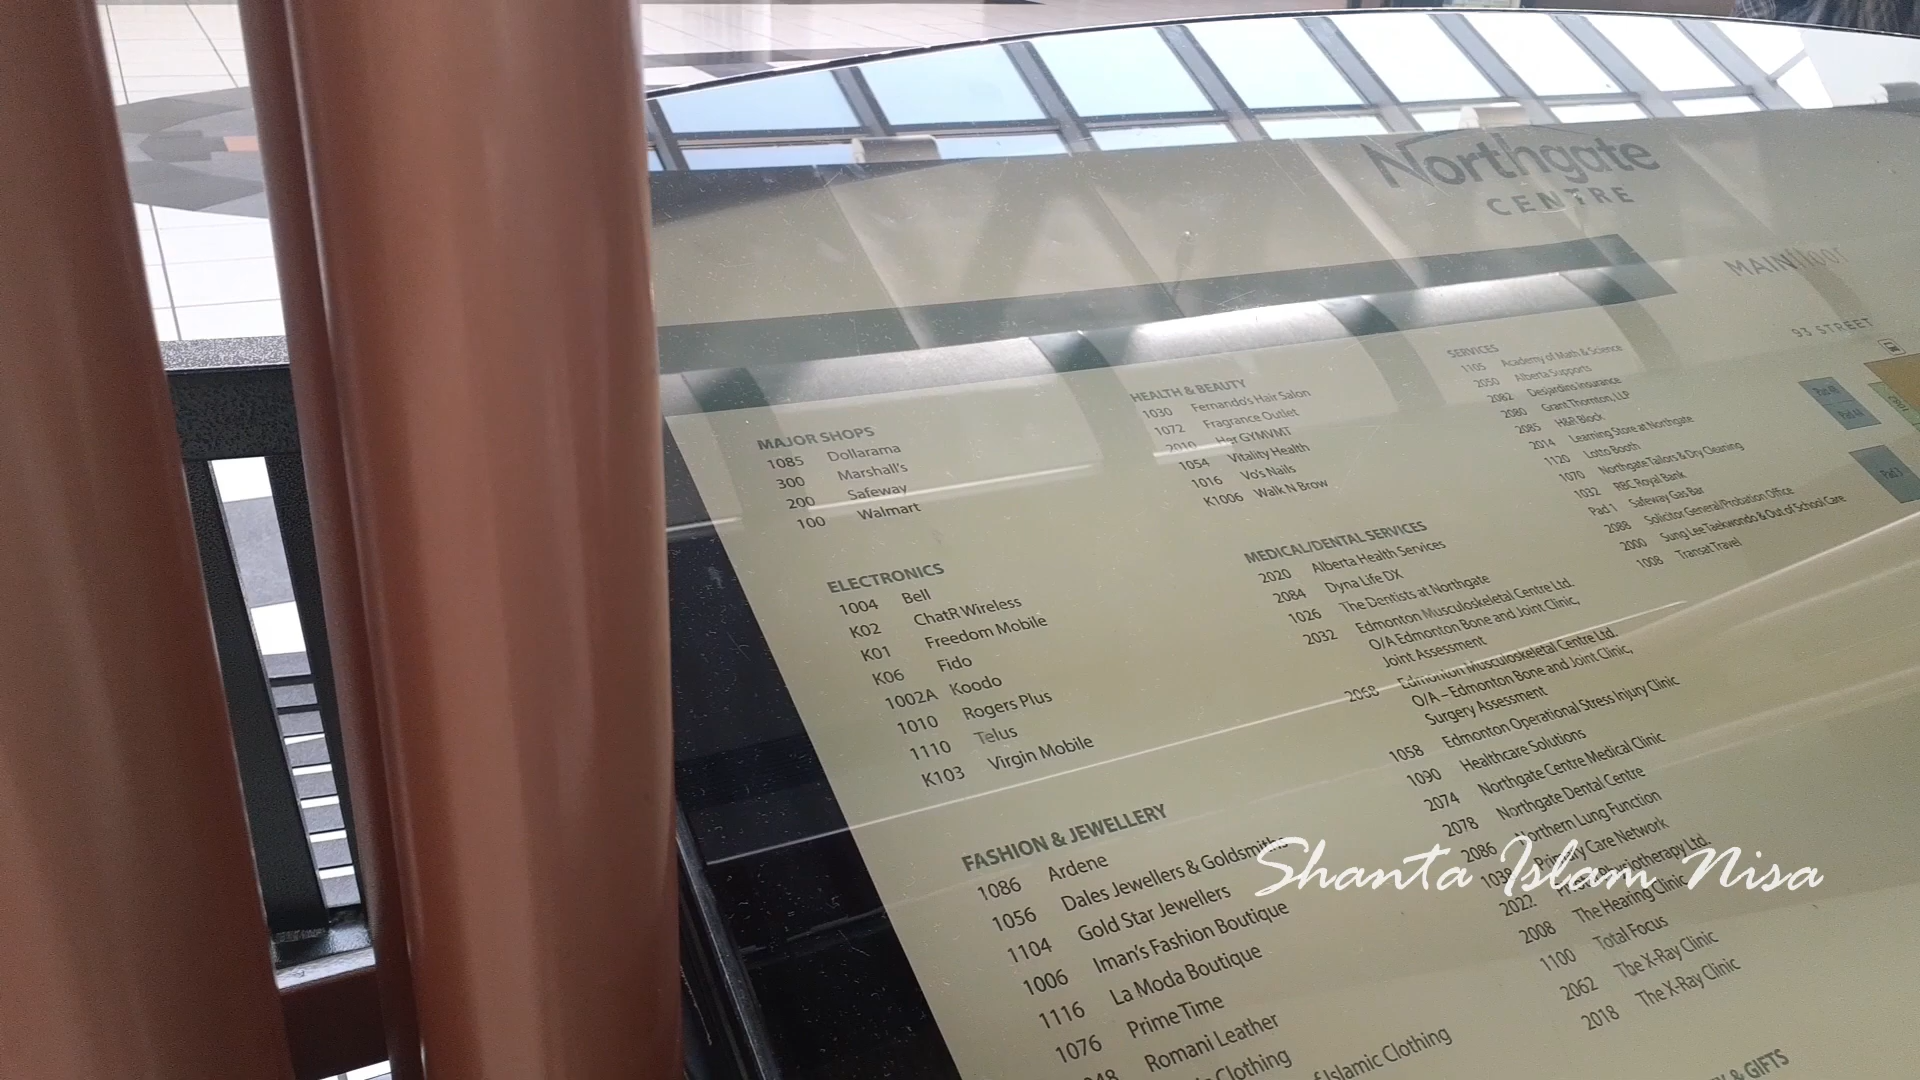 Northgate
CENTRE
MAIN floor
93 STREET
MAJOR SHOPS
1085 Dollarama
300 Marshall's
200 Safeway
100 Walmart
ELECTRONICS
1004 Bell
K02 ChatR Wireless
K01 Freedom Mobile
K06 Fido
1002A Koodo
1010 Rogers Plus
1110 Telus
K103 Virgin Mobile
FASHION & JEWELLERY
1086 Ardene
1056 Dales Jewellers & Goldsmiths
1104 Gold Star Jewellers
1006 Iman's Fashion Boutique
1116 La Moda Boutique
1076 Prime Time
Romani Leather
Clothing
Islamic Clothing
HEALTH & BEAUTY
1030 Fernando's Hair Salon
1072 Fragrance Outlet
2010 Her GYMVMT
1054 Vitality Health
1016 Vo's Nails
K1006 Walk N Brow
MEDICAL/DENTAL SERVICES
2020 Alberta Health Services
2084 Dyna Life DX
1026 The Dentists at Northgate
2032 Edmonton Musculoskeletal Centre Ltd.
O/A Edmonton Bone and Joint Clinic,
Joint Assessment
2068 Edmonton Musculoskeletal Centre Ltd.
O/A – Edmonton Bone and Joint Clinic,
Surgery Assessment
1058 Edmonton Operational Stress Injury Clinic
1090 Healthcare Solutions
2074 Northgate Centre Medical Clinic
2078 Northgate Dental Centre
2086 Northern Lung Function
1038 Primary Care Network
2022 Physiotherapy Ltd.
2008 The Hearing Clinic
1100 Total Focus
2062 The X-Ray Clinic
2018 The X-Ray Clinic
& GIFTS
SERVICES
1105 Academy of Math & Science
2050 Alberta Supports
2082 Desjardins Insurance
2080 Grant Thornton, LLP
2085 H&R Block
2014 Learning Store at Northgate
1120 Lotto Booth
1070 Northgate Tailors & Dry Cleaning
1032 RBC Royal Bank
Pad 1 Safeway Gas Bar
2088 Solicitor General/Probation Office
2000 Sung Lee Taekwondo & Out of School Care
1008 Transat Travel
Shanta Islam Nisa